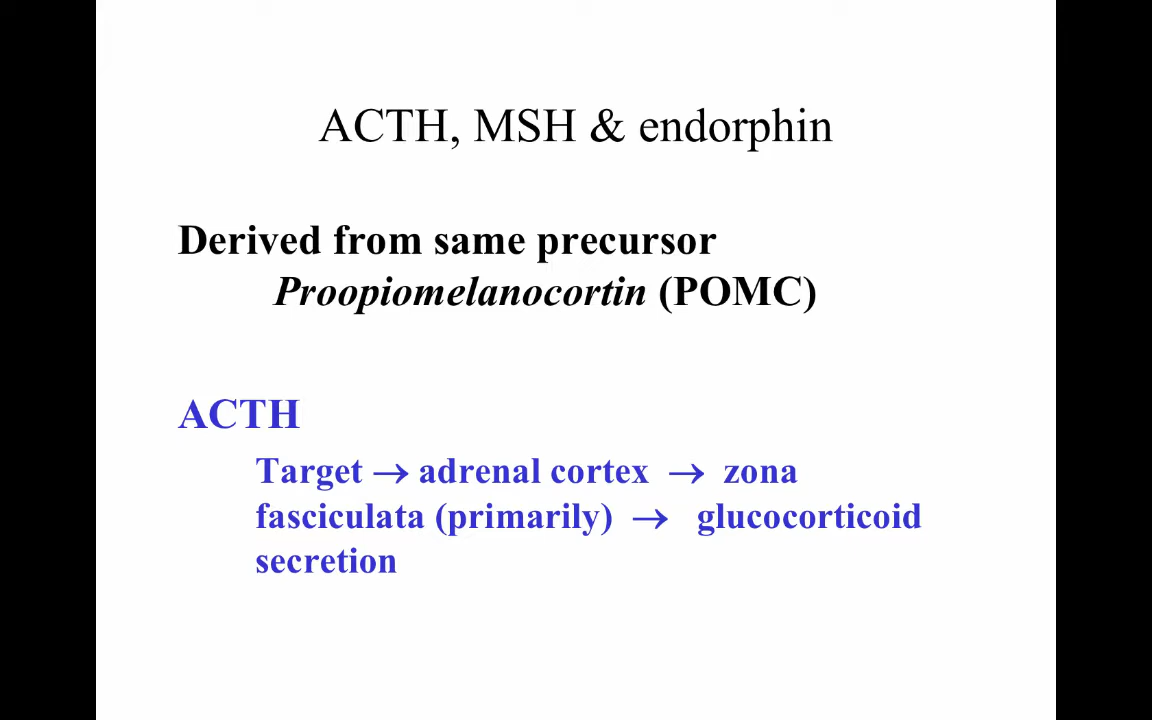 ACTH, MSH & endorphin
Derived from same precursor
Proopiomelanocortin (POMC)
ACTH
Target → adrenal cortex → zona
fasciculata (primarily) → glucocorticoid
secretion